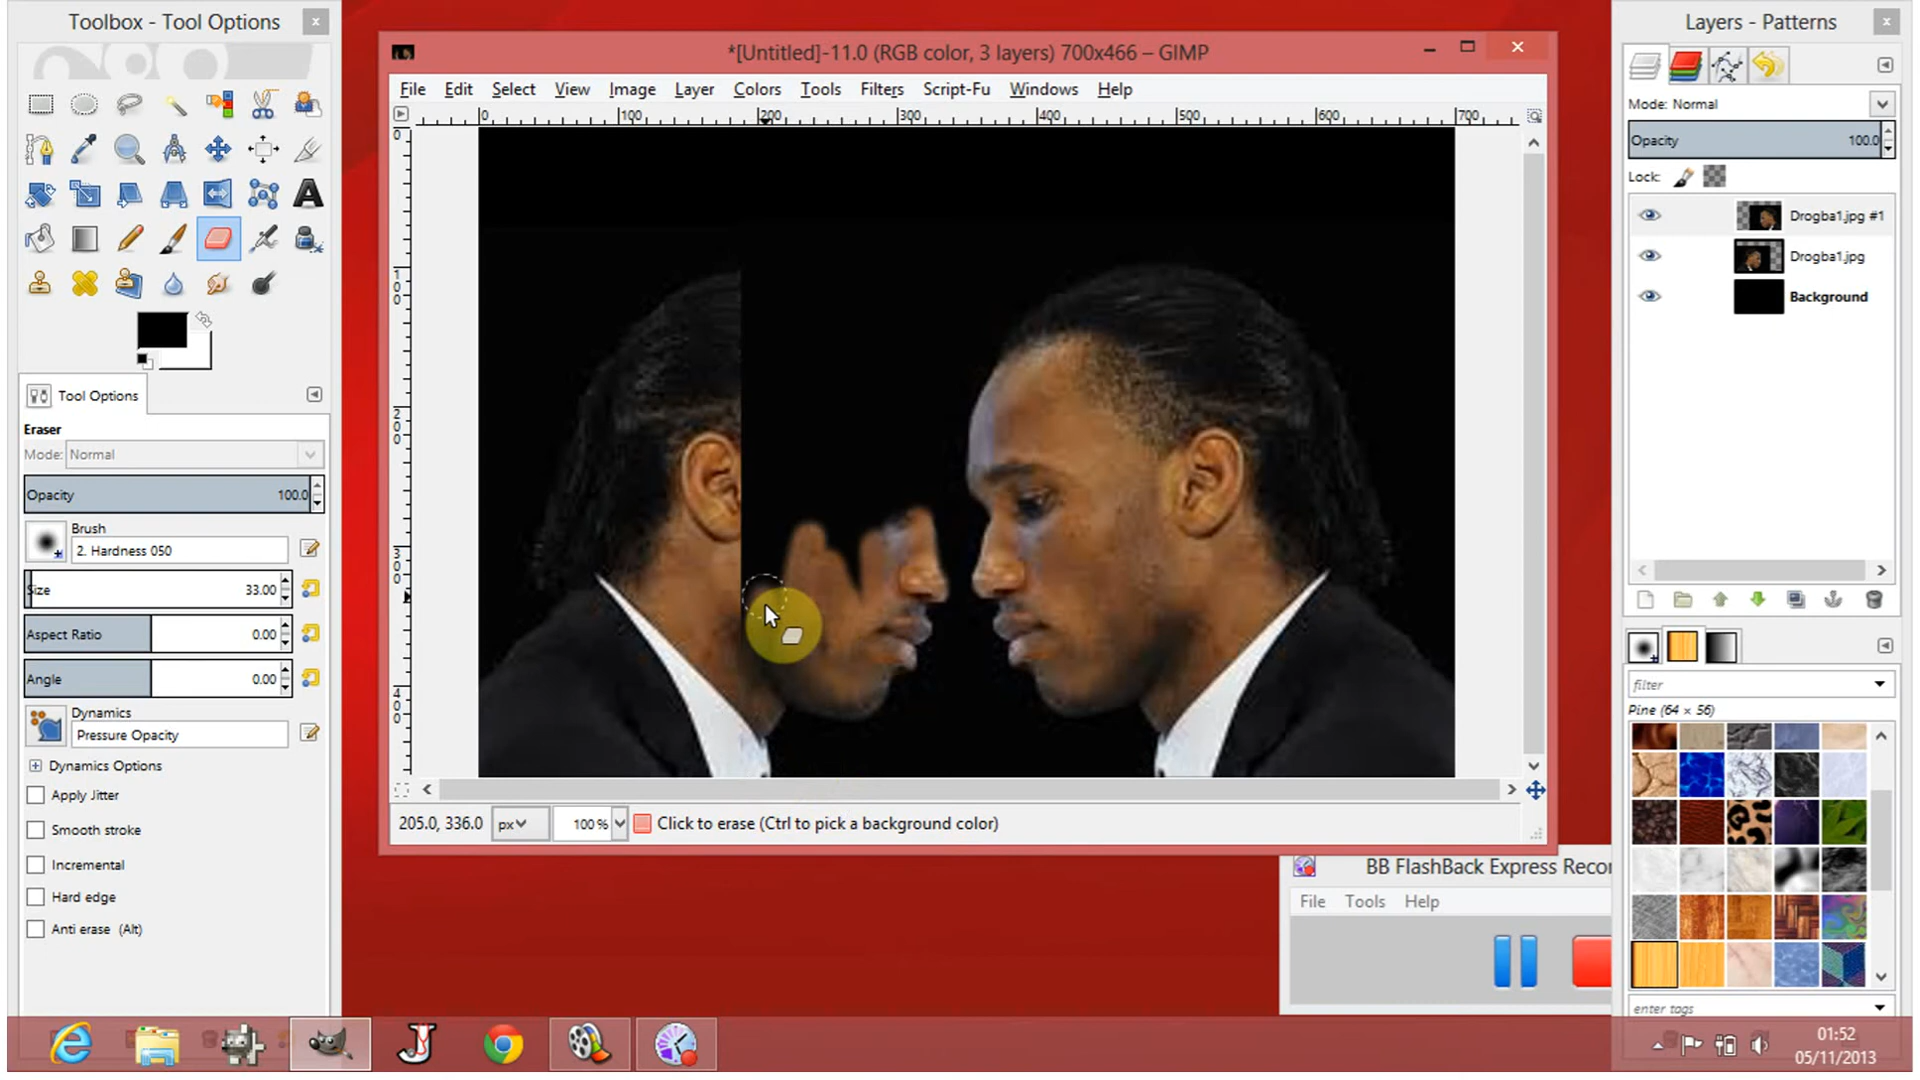 Toolbox - Tool Options
Tool Options
Eraser
Mode: Normal
Opacity 100.0
Brush
2. Hardness 050
Size 33.00
Aspect Ratio 0.00
Angle 0.00
Dynamics
Pressure Opacity
Dynamics Options
Apply Jitter
Smooth stroke
Incremental
Hard edge
Anti erase (Alt)
*[Untitled]-11.0 (RGB color, 3 layers) 700x466 – GIMP
File Edit Select View Image Layer Colors Tools Filters Script-Fu Windows Help
0 100 200 300 400 500 600 700
0
100
200
300
400
205.0, 336.0 px 100 % Click to erase (Ctrl to pick a background color)
BB FlashBack Express Recor
File Tools Help
Layers - Patterns
Mode: Normal
Opacity 100.0
Lock:
Drogba1.jpg #1
Drogba1.jpg
Background
filter
Pine (64 × 56)
enter tags
01:52
05/11/2013